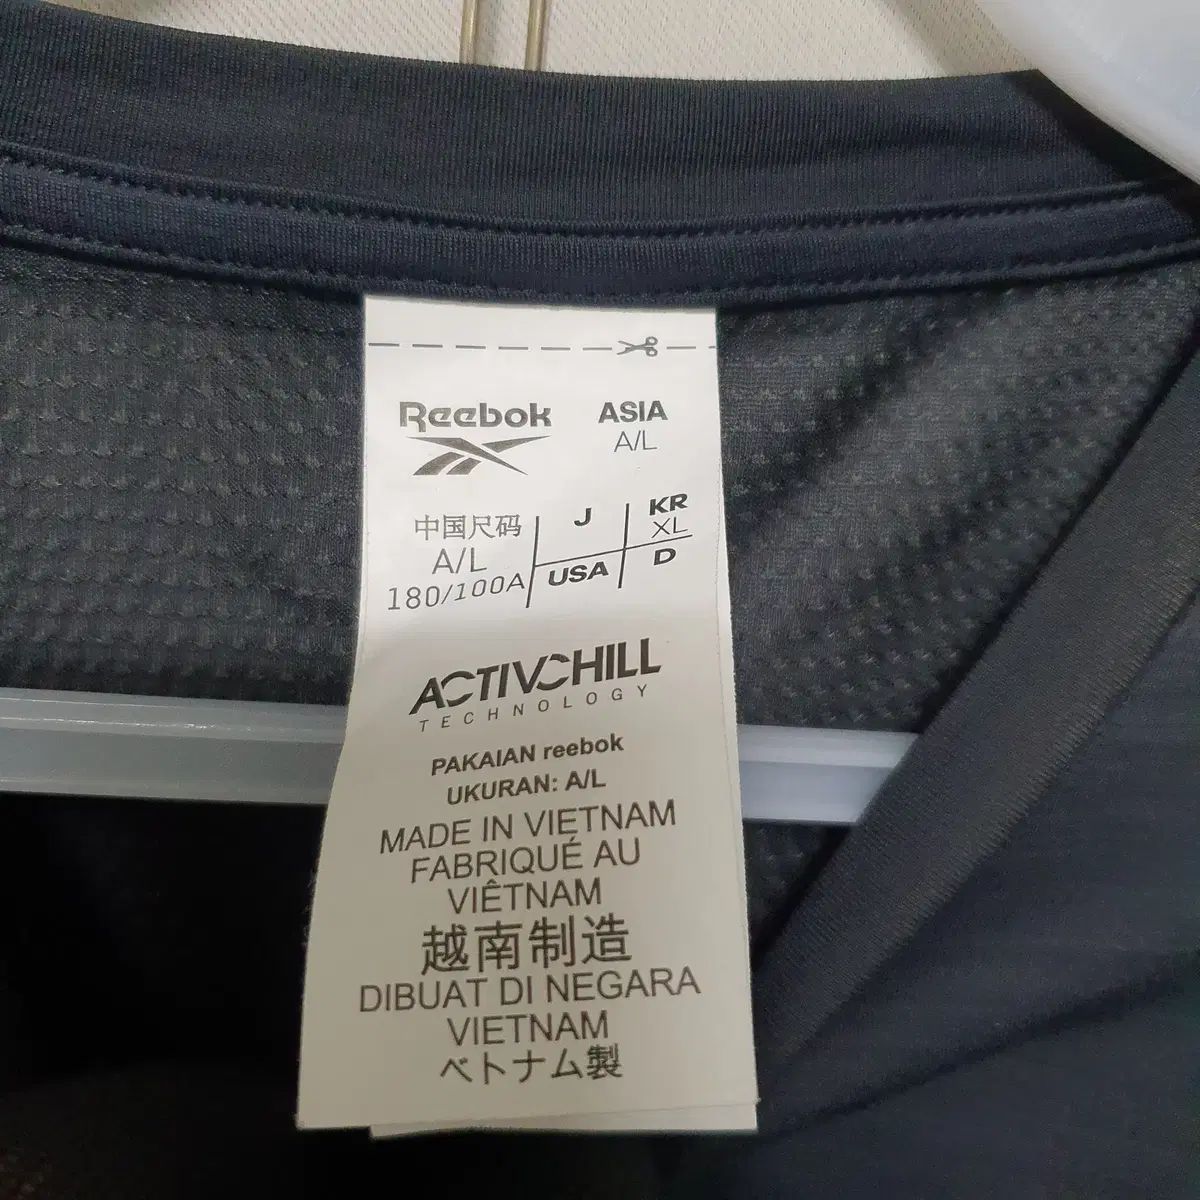 Reebok
ASIA
A/L
中国尺码
A/L
180/100A
J
KR
XL
USA
D
ACTIVCHILL
TECHNOLOGY
PAKAIAN reebok
UKURAN: A/L
MADE IN VIETNAM
FABRIQUÉ AU
VIÊTNAM
越南制造
DIBUAT DI NEGARA
VIETNAM
ベトナム製